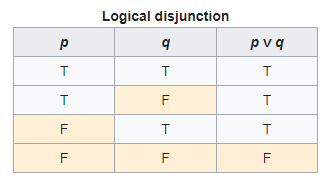 Logical disjunction
p q p ∨ q
T T T
T F T
F T T
F F F